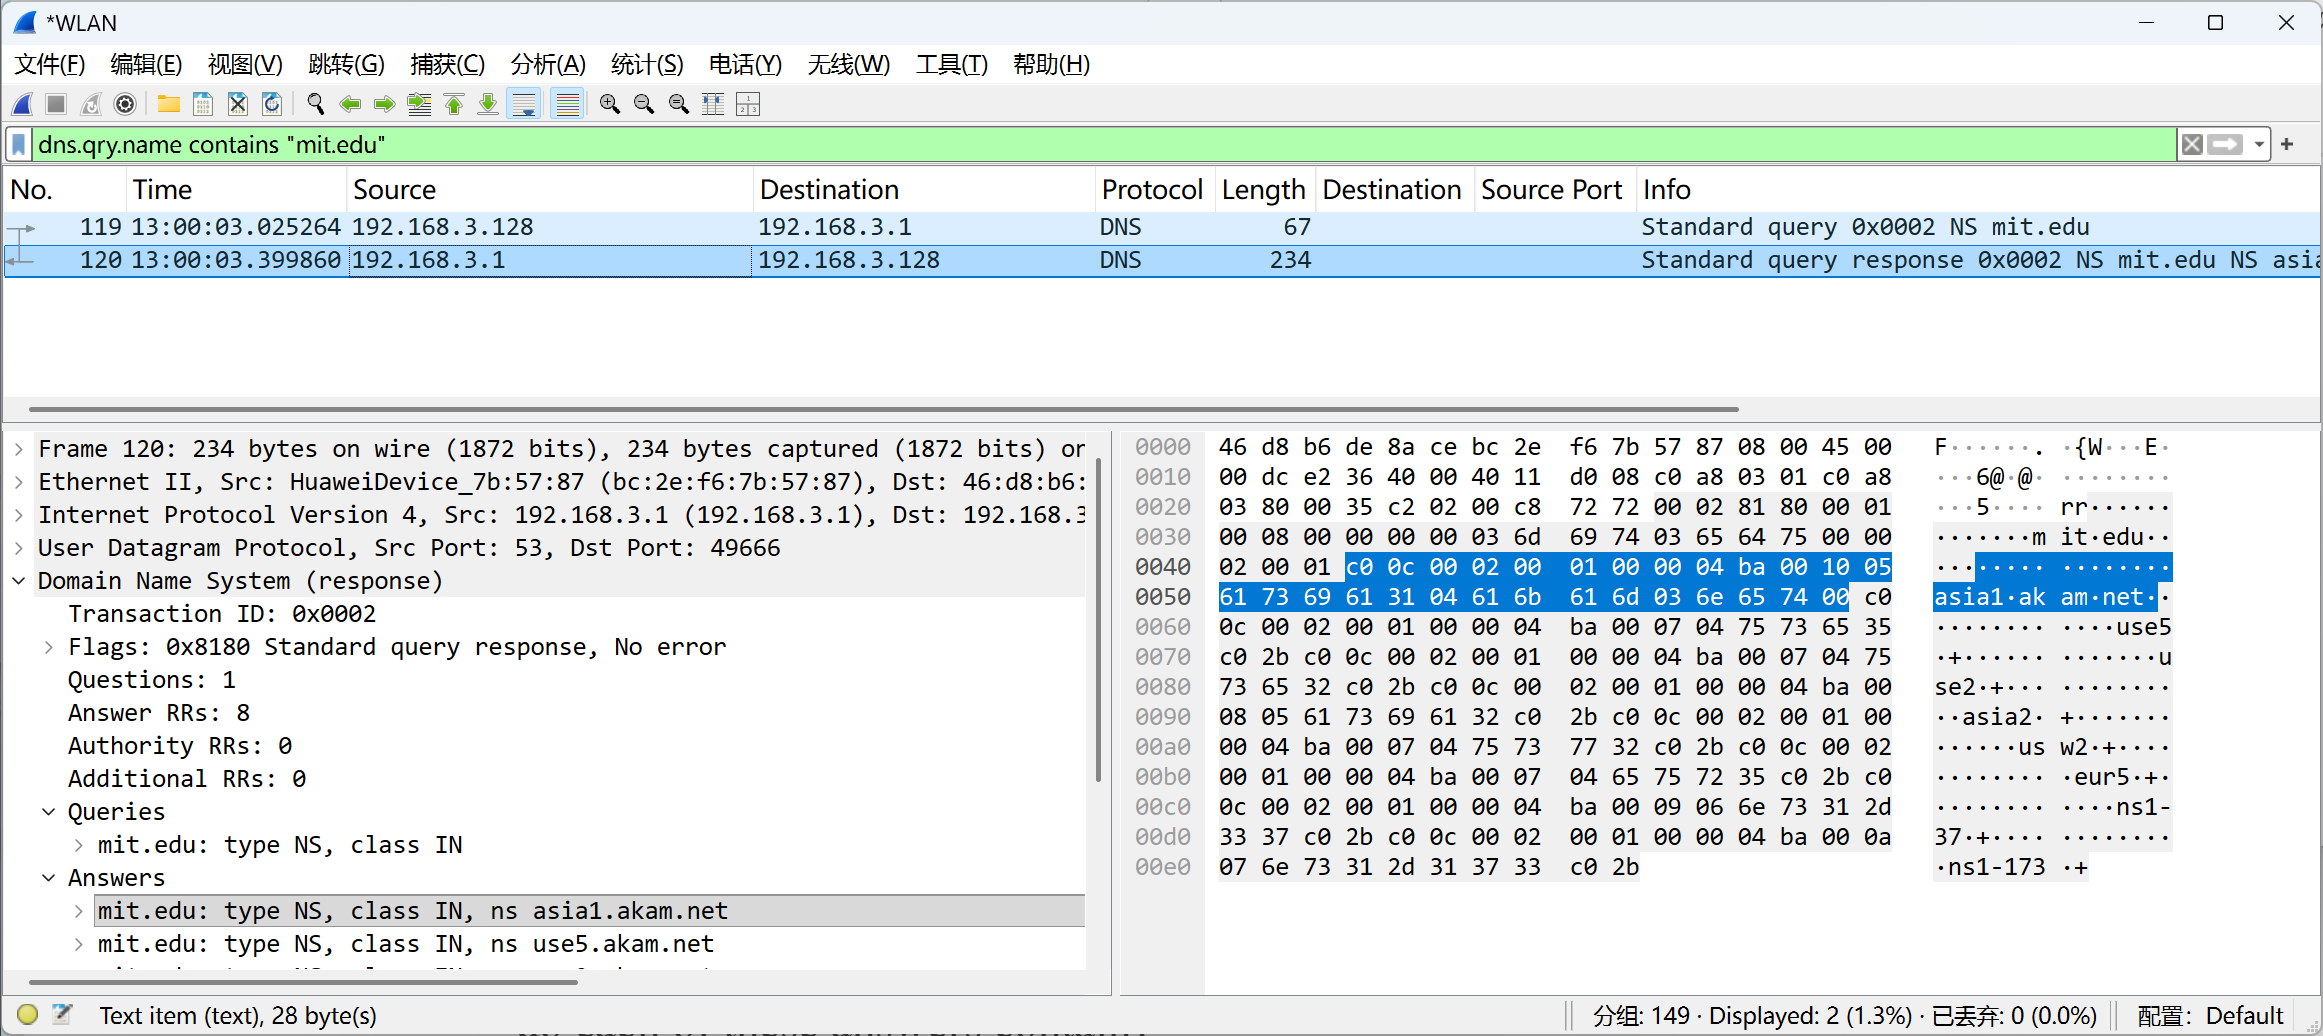 *WLAN
文件(F) 编辑(E) 视图(V) 跳转(G) 捕获(C) 分析(A) 统计(S) 电话(Y) 无线(W) 工具(T) 帮助(H)
dns.qry.name contains "mit.edu"
No. Time Source Destination Protocol Length Destination Source Port Info
119 13:00:03.025264 192.168.3.128 192.168.3.1 DNS 67 Standard query 0x0002 NS mit.edu
120 13:00:03.399860 192.168.3.1 192.168.3.128 DNS 234 Standard query response 0x0002 NS mit.edu NS asia
Frame 120: 234 bytes on wire (1872 bits), 234 bytes captured (1872 bits) or
Ethernet II, Src: HuaweiDevice_7b:57:87 (bc:2e:f6:7b:57:87), Dst: 46:d8:b6:
Internet Protocol Version 4, Src: 192.168.3.1 (192.168.3.1), Dst: 192.168.3
User Datagram Protocol, Src Port: 53, Dst Port: 49666
Domain Name System (response)
Transaction ID: 0x0002
Flags: 0x8180 Standard query response, No error
Questions: 1
Answer RRs: 8
Authority RRs: 0
Additional RRs: 0
Queries
mit.edu: type NS, class IN
Answers
mit.edu: type NS, class IN, ns asia1.akam.net
mit.edu: type NS, class IN, ns use5.akam.net
0000 46 d8 b6 de 8a ce bc 2e f6 7b 57 87 08 00 45 00 F······. ·{W···E·
0010 00 dc e2 36 40 00 40 11 d0 08 c0 a8 03 01 c0 a8 ···6@·@· ········
0020 03 80 00 35 c2 02 00 c8 72 72 00 02 81 80 00 01 ···5···· rr······
0030 00 08 00 00 00 00 03 6d 69 74 03 65 64 75 00 00 ·······m it·edu··
0040 02 00 01 c0 0c 00 02 00 01 00 00 04 ba 00 10 05 ········ ········
0050 61 73 69 61 31 04 61 6b 61 6d 03 6e 65 74 00 c0 asia1·ak am·net··
0060 0c 00 02 00 01 00 00 04 ba 00 07 04 75 73 65 35 ········ ····use5
0070 c0 2b c0 0c 00 02 00 01 00 00 04 ba 00 07 04 75 ·+······ ·······u
0080 73 65 32 c0 2b c0 0c 00 02 00 01 00 00 04 ba 00 se2·+··· ········
0090 08 05 61 73 69 61 32 c0 2b c0 0c 00 02 00 01 00 ··asia2· +·······
00a0 00 04 ba 00 07 04 75 73 77 32 c0 2b c0 0c 00 02 ······us w2·+····
00b0 00 01 00 00 04 ba 00 07 04 65 75 72 35 c0 2b c0 ········ ·eur5·+·
00c0 0c 00 02 00 01 00 00 04 ba 00 09 06 6e 73 31 2d ········ ····ns1-
00d0 33 37 c0 2b c0 0c 00 02 00 01 00 00 04 ba 00 0a 37·+···· ········
00e0 07 6e 73 31 2d 31 37 33 c0 2b ·ns1-173 ·+
Text item (text), 28 byte(s) 分组: 149 · Displayed: 2 (1.3%) · 已丢弃: 0 (0.0%) 配置: Default